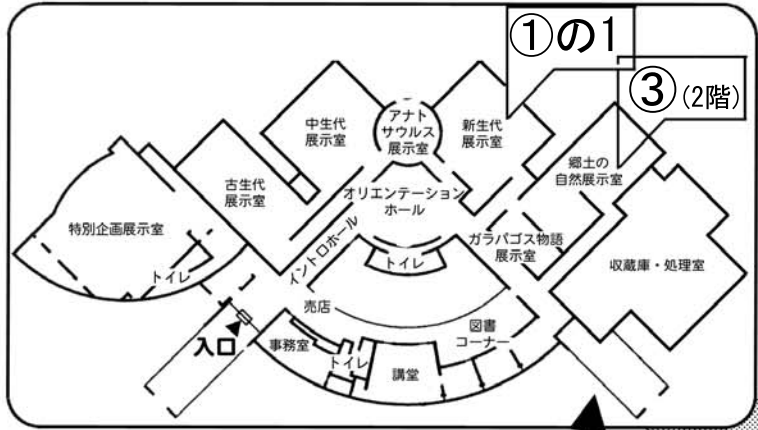 ①の1
③(2階)
中生代
展示室
アナト
サウルス
展示室
新生代
展示室
郷土の
自然展示室
古生代
展示室
オリエンテーション
ホール
特別企画展示室
イントロホール
ガラパゴス物語
展示室
収蔵庫・処理室
トイレ
トイレ
売店
図書
コーナー
入口
事務室
トイレ
講堂